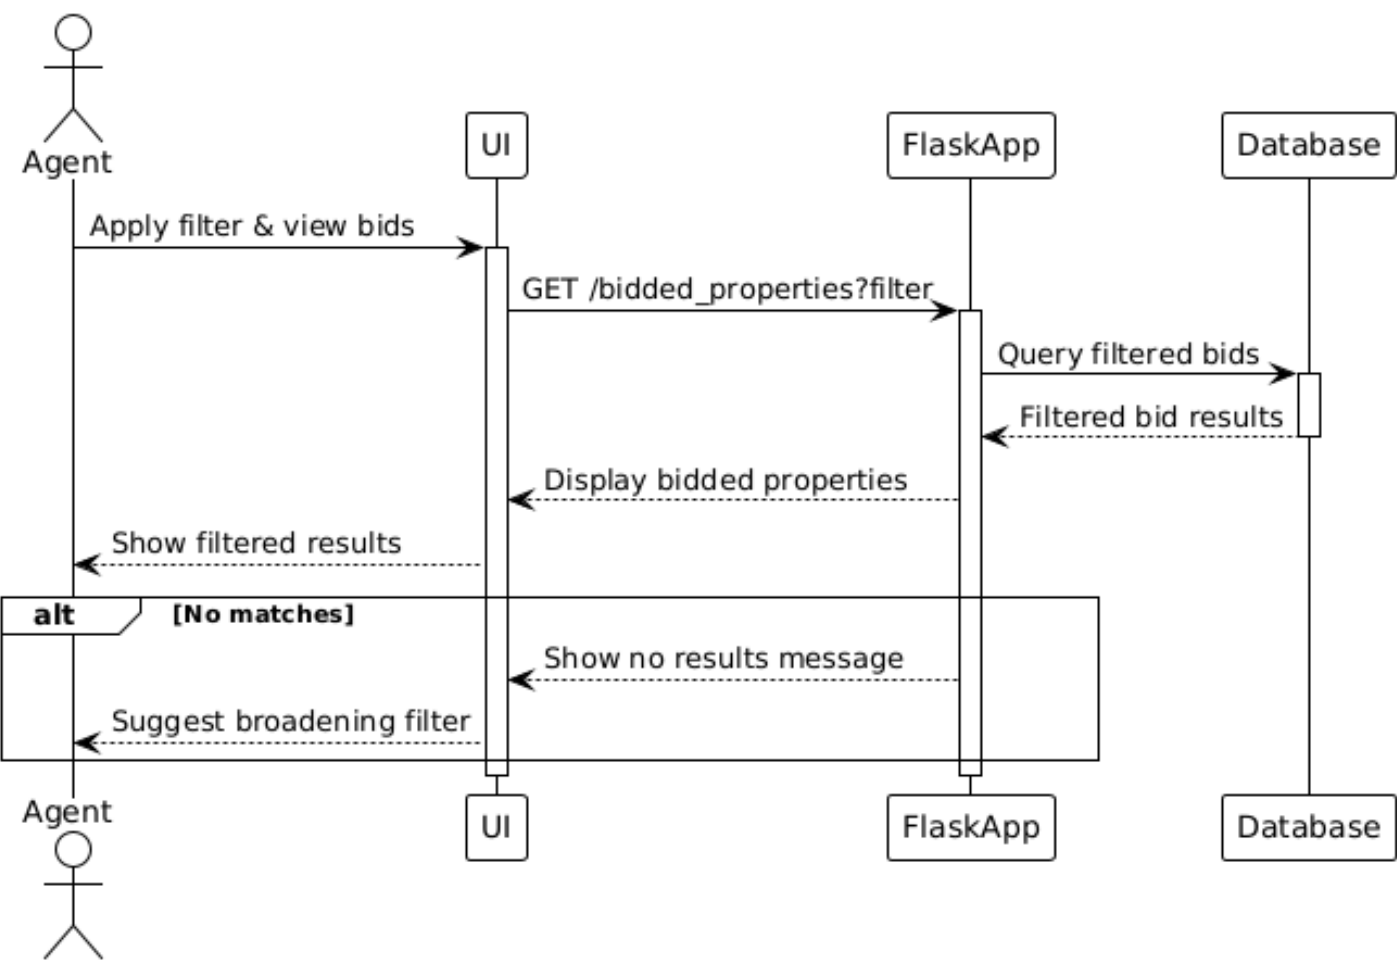 Agent
UI
FlaskApp
Database
Apply filter & view bids
GET /bidded_properties?filter
Query filtered bids
Filtered bid results
Display bidded properties
Show filtered results
alt
[No matches]
Show no results message
Suggest broadening filter
Agent
UI
FlaskApp
Database